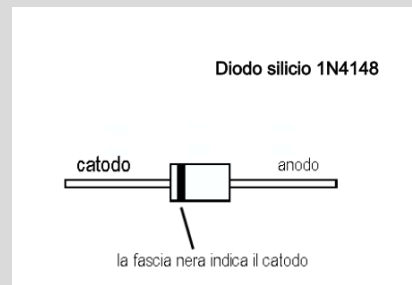 Diodo silicio 1N4148
catodo
anodo
la fascia nera indica il catodo